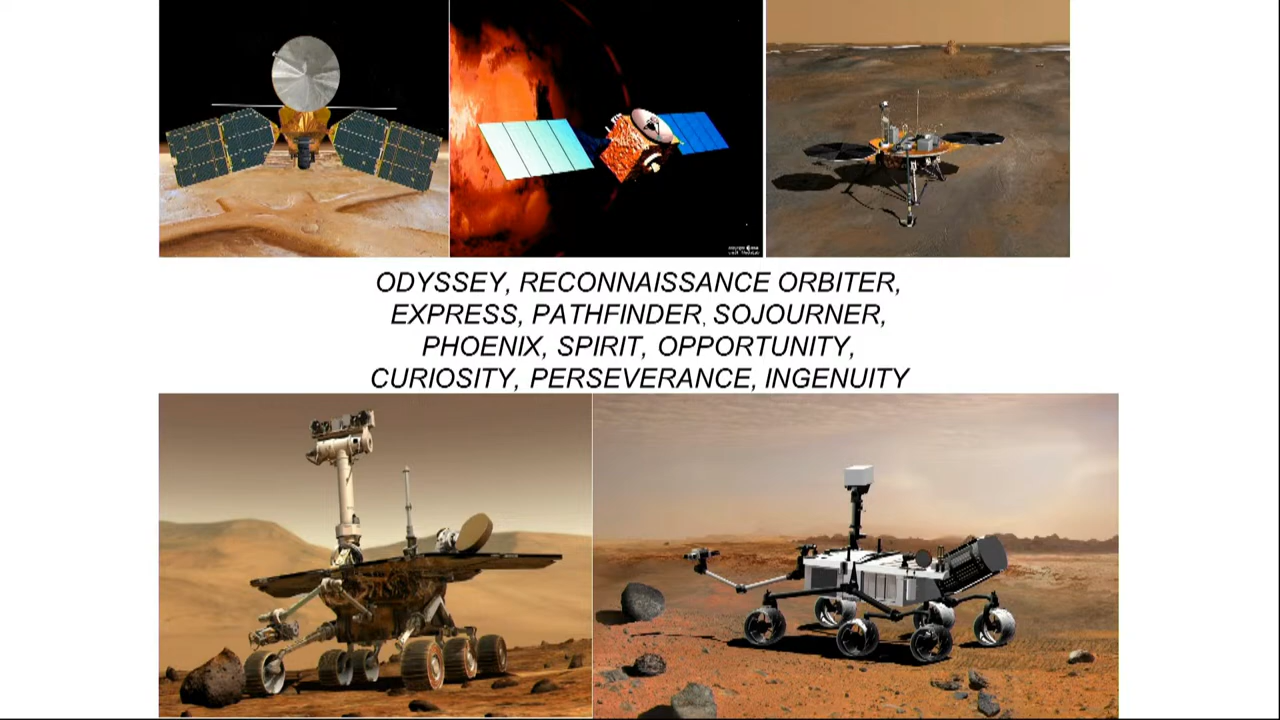 ODYSSEY, RECONNAISSANCE ORBITER,
EXPRESS, PATHFINDER, SOJOURNER,
PHOENIX, SPIRIT, OPPORTUNITY,
CURIOSITY, PERSEVERANCE, INGENUITY